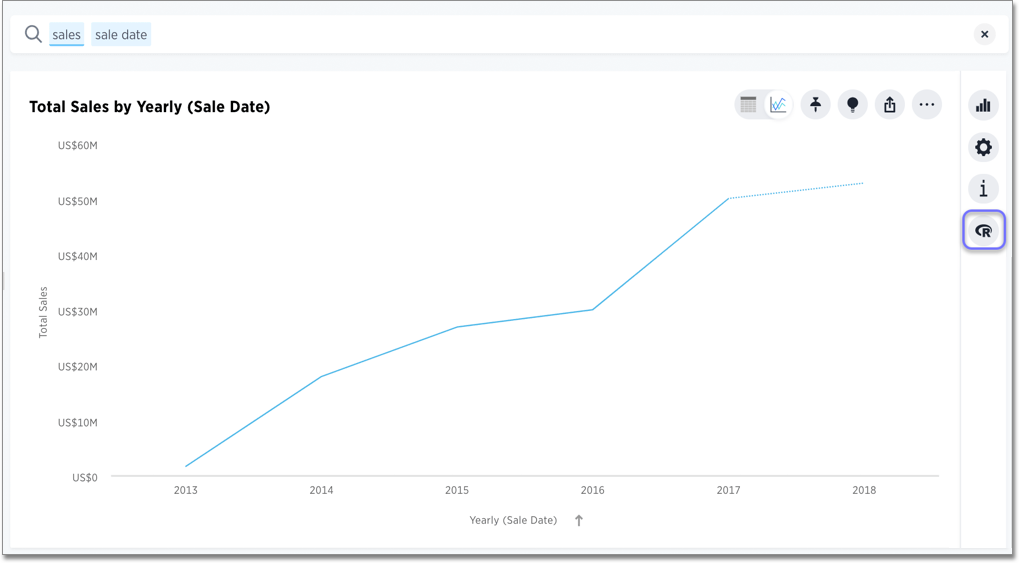 sales sale date
Total Sales by Yearly (Sale Date)
US$60M
US$50M
US$40M
US$30M
US$20M
US$10M
US$0
Total Sales
2013 2014 2015 2016 2017 2018
Yearly (Sale Date)
i
R